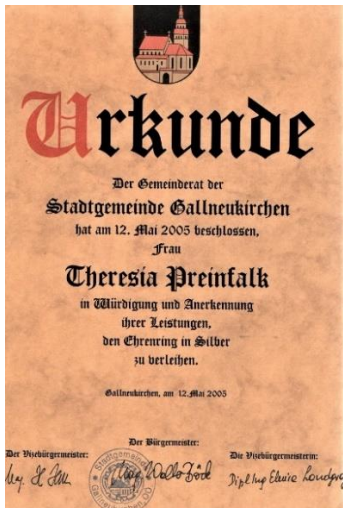 Urkunde
Der Gemeinderat der
Stadtgemeinde Gallneukirchen
hat am 12. Mai 2005 beschlossen,
Frau
Theresia Preinfalk
in Würdigung und Anerkennung
ihrer Leistungen,
den Ehrenring in Silber
zu verleihen.
Gallneukirchen, am 12.Mai 2005
Der Bürgermeister:
Der Vizebürgermeister:
Die Vizebürgermeisterin: